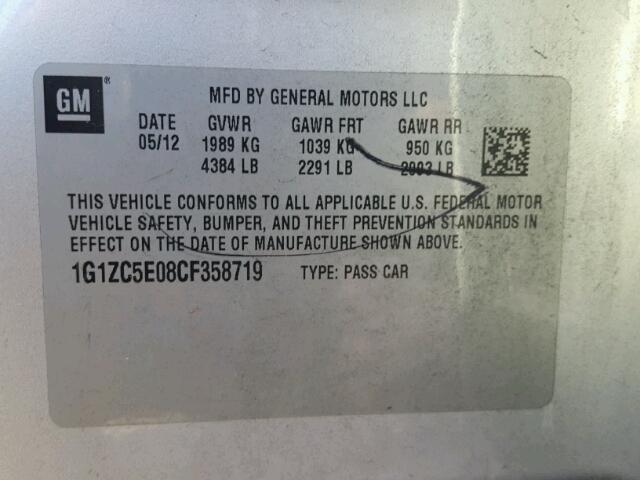 GM
MFD BY GENERAL MOTORS LLC
DATE GVWR GAWR FRT GAWR RR
05/12 1989 KG 1039 KG 950 KG
4384 LB 2291 LB 2093 LB
THIS VEHICLE CONFORMS TO ALL APPLICABLE U.S. FEDERAL MOTOR
VEHICLE SAFETY, BUMPER, AND THEFT PREVENTION STANDARDS IN
EFFECT ON THE DATE OF MANUFACTURE SHOWN ABOVE.
1G1ZC5E08CF358719 TYPE: PASS CAR